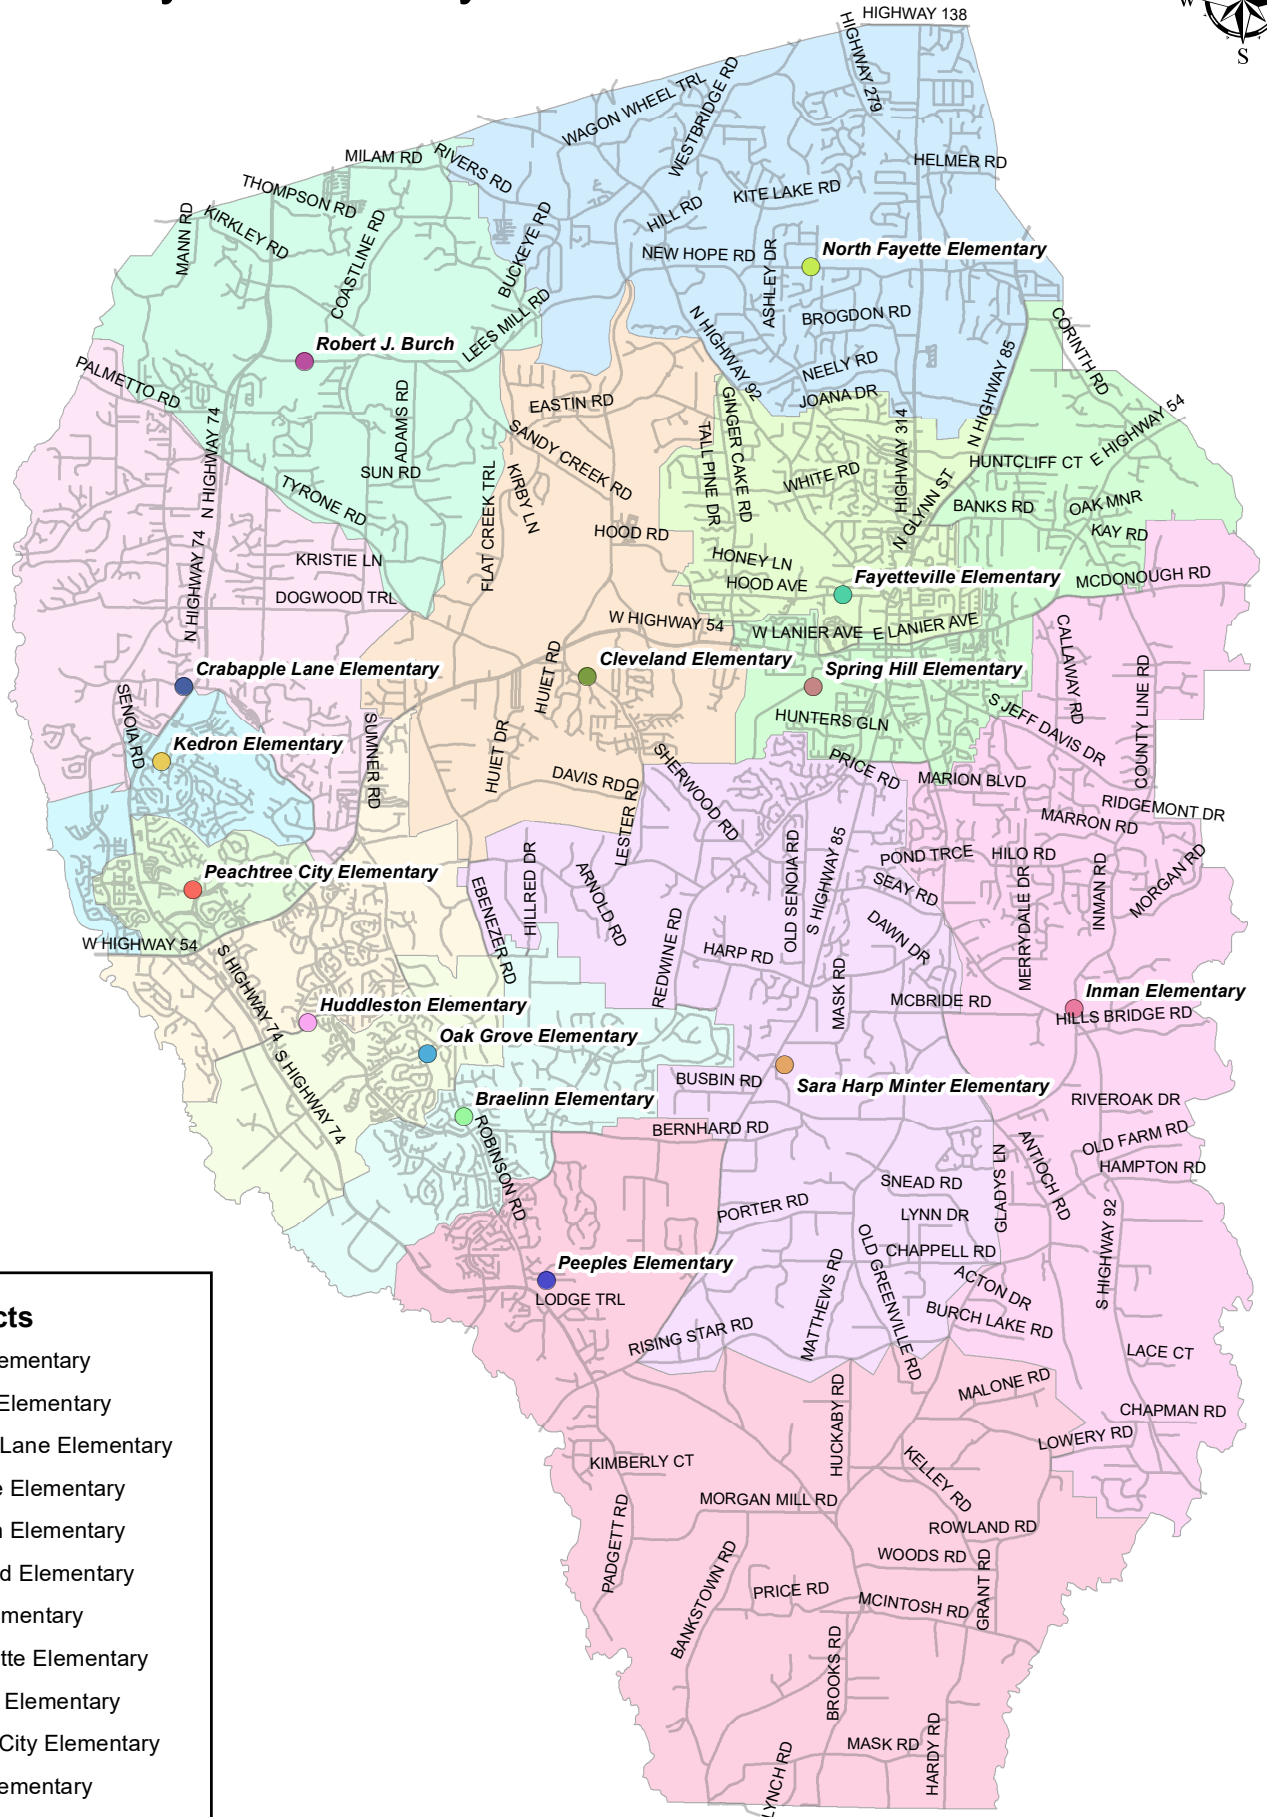 HIGHWAY 138
HIGHWAY 279
W
S
WAGON WHEEL TRL
WESTBRIDGE RD
MILAM RD
RIVERS RD
HELMER RD
THOMPSON RD
KITE LAKE RD
MANN RD
KIRKLEY RD
COASTLINE RD
BUCKEYE RD
HILL RD
NEW HOPE RD
ASHLEY DR
North Fayette Elementary
LEES MILL RD
N HIGHWAY 92
BROGDON RD
CORINTH RD
Robert J. Burch
NEELY RD
N HIGHWAY 85
PALMETTO RD
JOANA DR
EASTIN RD
ADAMS RD
GINGER CAKE RD
E HIGHWAY 54
N HIGHWAY 74
SANDY CREEK RD
TALL PINE DR
HIGHWAY 314
HUNTCLIFF CT
SUN RD
WHITE RD
KIRBY LN
TYRONE RD
FLAT CREEK TRL
N GLYNN ST
BANKS RD
OAK MNR
HOOD RD
KAY RD
N HIGHWAY 74
KRISTIE LN
HONEY LN
HOOD AVE
Fayetteville Elementary
MCDONOUGH RD
DOGWOOD TRL
W HIGHWAY 54
W LANIER AVE
E LANIER AVE
CALLAWAY RD
Crabapple Lane Elementary
HUIET RD
Cleveland Elementary
Spring Hill Elementary
COUNTY LINE RD
SENOIA RD
SUMNER RD
HUNTERS GLN
S JEFF DAVIS DR
Kedron Elementary
HUIET DR
SHERWOOD RD
PRICE RD
DAVIS RD
MARION BLVD
LESTER RD
RIDGEMONT DR
MARRON RD
Peachtree City Elementary
HILLRED DR
ARNOLD RD
OLD SENOIA RD
S HIGHWAY 85
POND TRCE
HILO RD
MERRYDALE DR
INMAN RD
MORGAN RD
EBENEZER RD
SEAY RD
W HIGHWAY 54
S HIGHWAY 74
REDWINE RD
HARP RD
DAWN DR
MASK RD
Huddleston Elementary
MCBRIDE RD
Inman Elementary
HILLS BRIDGE RD
Oak Grove Elementary
S HIGHWAY 74
BUSBIN RD
Sara Harp Minter Elementary
Braelinn Elementary
RIVEROAK DR
ROBINSON RD
BERNHARD RD
ANTIOCH RD
OLD FARM RD
GLADYS LN
HAMPTON RD
SNEAD RD
PORTER RD
LYNN DR
S HIGHWAY 92
OLD GREENVILLE RD
CHAPPELL RD
Peeples Elementary
MATTHEWS RD
ACTON DR
LODGE TRL
BURCH LAKE RD
RISING STAR RD
LACE CT
HUCKABY RD
MALONE RD
CHAPMAN RD
LOWERY RD
KIMBERLY CT
KELLEY RD
MORGAN MILL RD
PADGETT RD
ROWLAND RD
WOODS RD
BANKSTOWN RD
GRANT RD
PRICE RD
MCINTOSH RD
BROOKS RD
MASK RD
HARDY RD
LYNCH RD
cts
ementary
Elementary
Lane Elementary
e Elementary
n Elementary
d Elementary
mentary
tte Elementary
Elementary
City Elementary
ementary